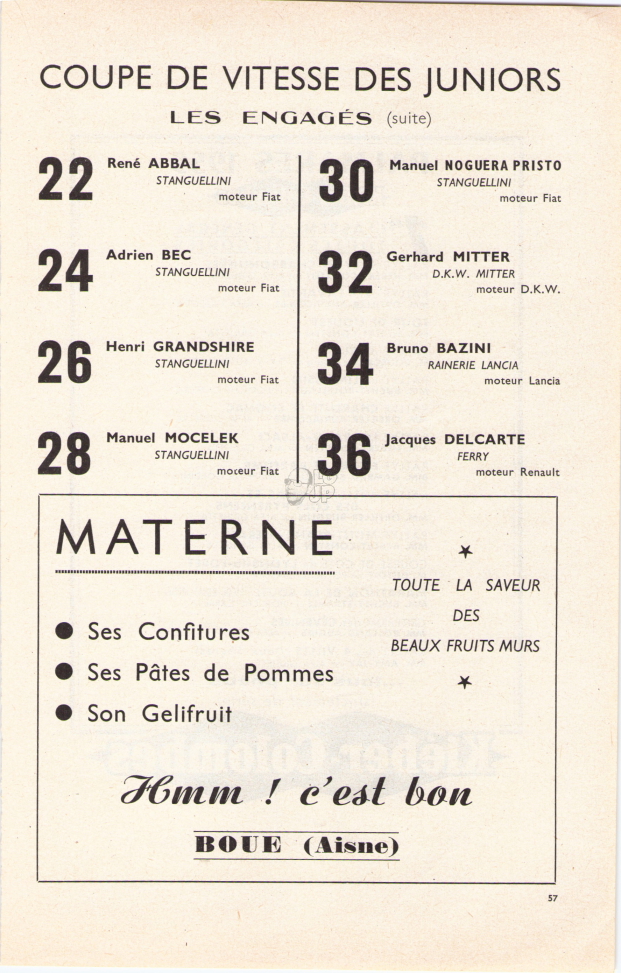 COUPE DE VITESSE DES JUNIORS
LES ENGAGÉS (suite)
22 René ABBAL
STANGUELLINI
moteur Fiat
24 Adrien BEC
STANGUELLINI
moteur Fiat
26 Henri GRANDSHIRE
STANGUELLINI
moteur Fiat
28 Manuel MOCELEK
STANGUELLINI
moteur Fiat
30 Manuel NOGUERA PRISTO
STANGUELLINI
moteur Fiat
32 Gerhard MITTER
D.K.W. MITTER
moteur D.K.W.
34 Bruno BAZINI
RAINERIE LANCIA
moteur Lancia
36 Jacques DELCARTE
FERRY
moteur Renault
MATERNE
● Ses Confitures
● Ses Pâtes de Pommes
● Son Gelifruit
TOUTE LA SAVEUR
DES
BEAUX FRUITS MURS
Hmm ! c'est bon
BOUE (Aisne)
57